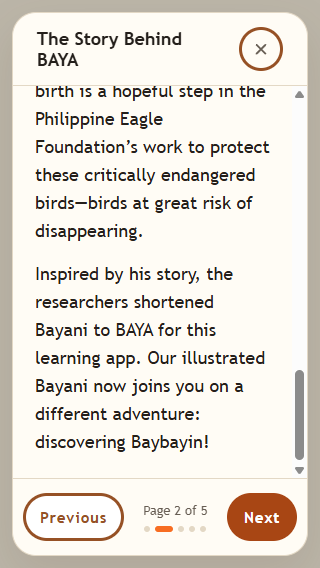 The Story Behind
BAYA
birth is a hopeful step in the
Philippine Eagle
Foundation’s work to protect
these critically endangered
birds—birds at great risk of
disappearing.
Inspired by his story, the
researchers shortened
Bayani to BAYA for this
learning app. Our illustrated
Bayani now joins you on a
different adventure:
discovering Baybayin!
Previous
Page 2 of 5
Next